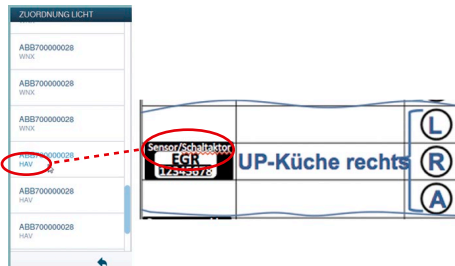 ZUORDNUNG LICHT
WNX
ABB700000028
WNX
ABB700000028
WNX
ABB700000028
WNX
ABB700000028
HAV
ABB700000028
HAV
ABB700000028
HAV
Sensor/Schaltaktor
EGR
12345678
UP-Küche rechts
L
R
A